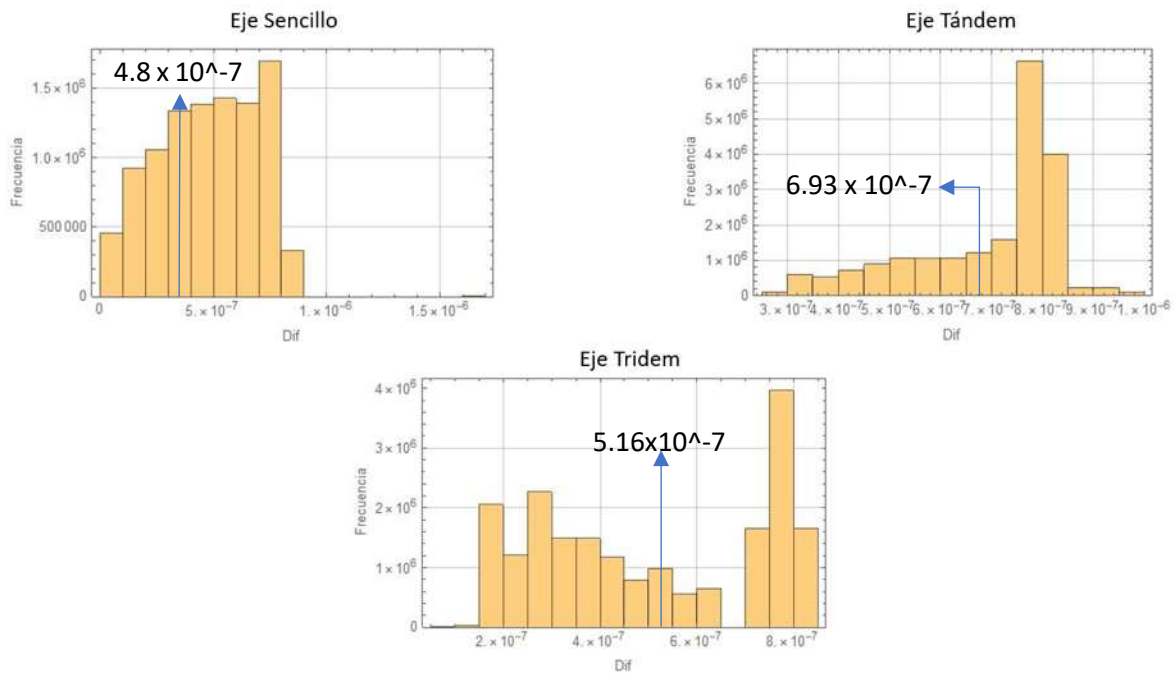 Eje Sencillo
4.8 x 10^-7
1.5 × 10⁶
1.0 × 10⁶
500 000
0
Frecuencia
0
5. × 10⁻⁷
1. × 10⁻⁶
1.5 × 10⁻⁶
Dif
Eje Tándem
6.93 x 10^-7
6 × 10⁶
5 × 10⁶
4 × 10⁶
3 × 10⁶
2 × 10⁶
1 × 10⁶
0
Frecuencia
3. × 10⁻⁷
4. × 10⁻⁷
5. × 10⁻⁷
6. × 10⁻⁷
7. × 10⁻⁷
8. × 10⁻⁷
9. × 10⁻⁷
1. × 10⁻⁶
Dif
Eje Tridem
5.16x10^-7
4 × 10⁶
3 × 10⁶
2 × 10⁶
1 × 10⁶
0
Frecuencia
2. × 10⁻⁷
4. × 10⁻⁷
6. × 10⁻⁷
8. × 10⁻⁷
Dif